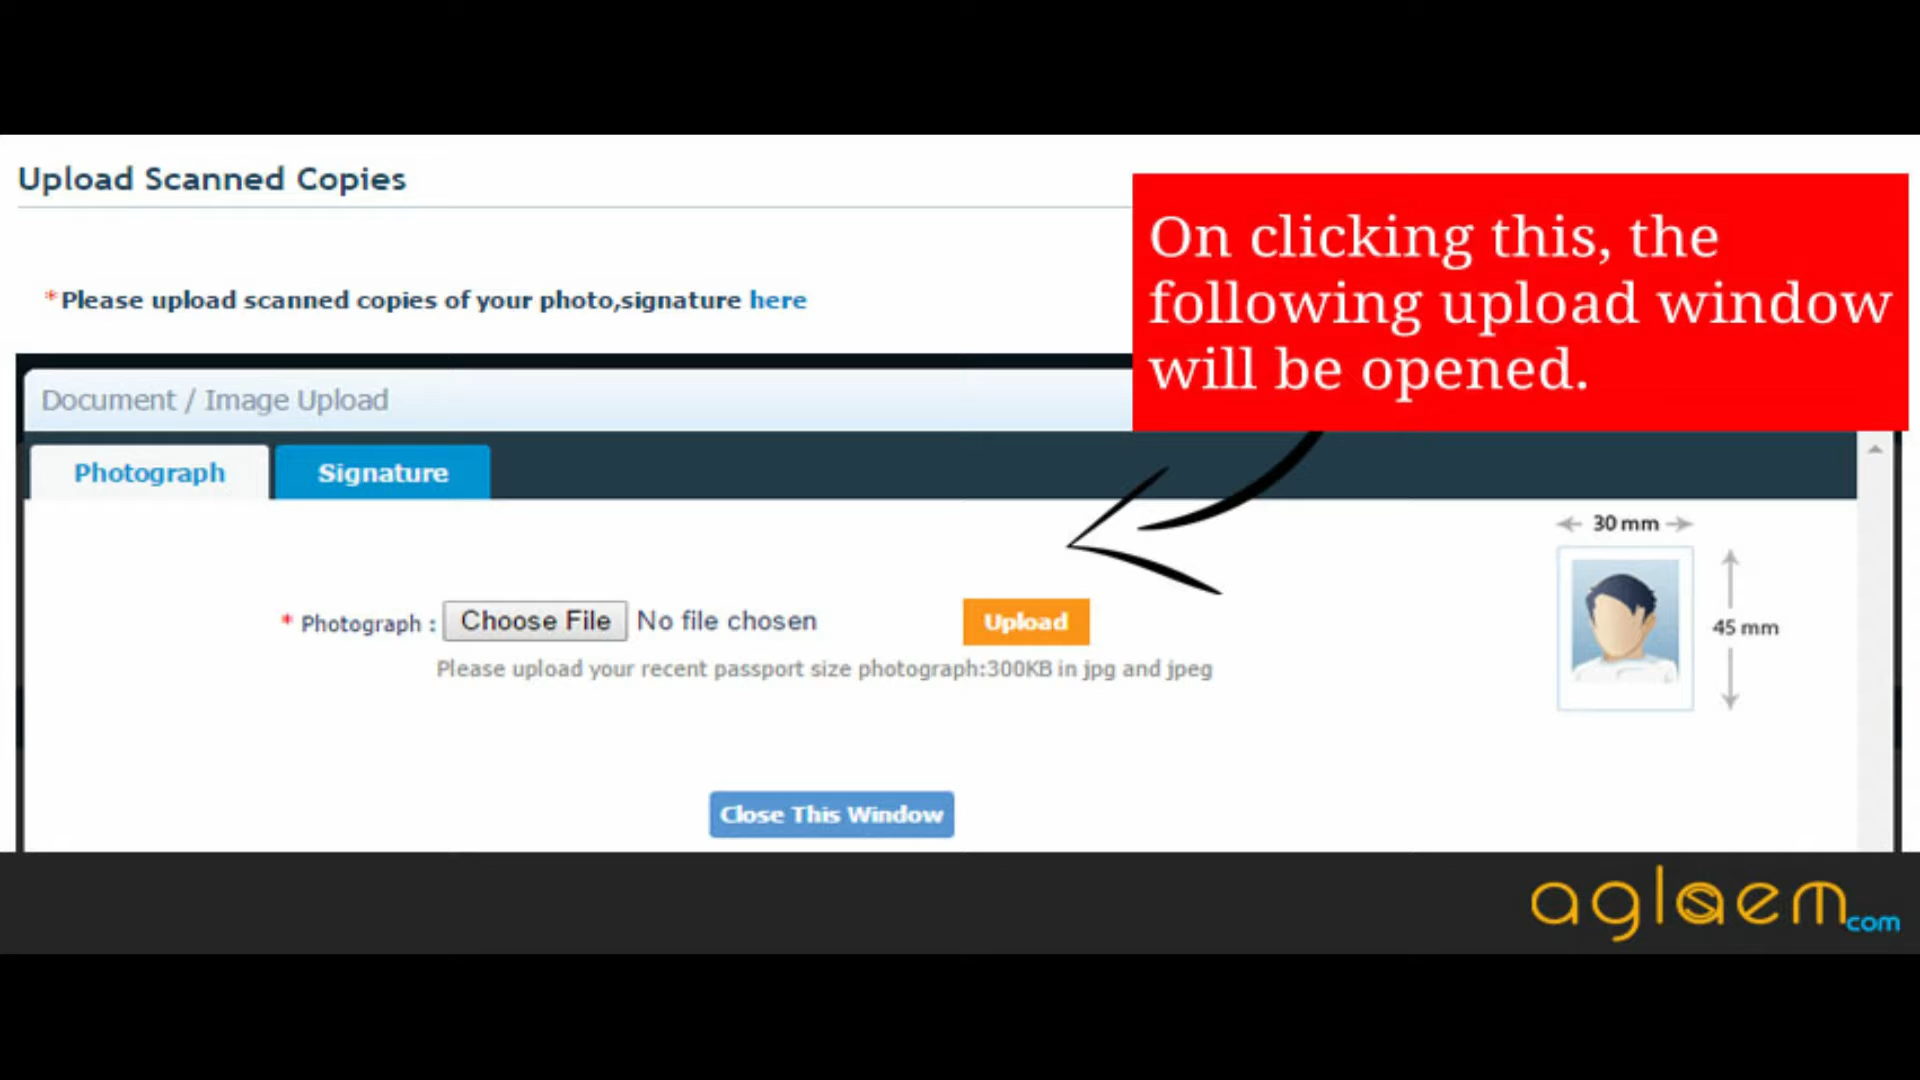 Upload Scanned Copies
On clicking this, the
following upload window
will be opened.
*Please upload scanned copies of your photo,signature here
Document / Image Upload
Photograph
Signature
30 mm
45 mm
* Photograph : Choose File No file chosen Upload
Please upload your recent passport size photograph:300KB in jpg and jpeg
Close This Window
aglasem.com